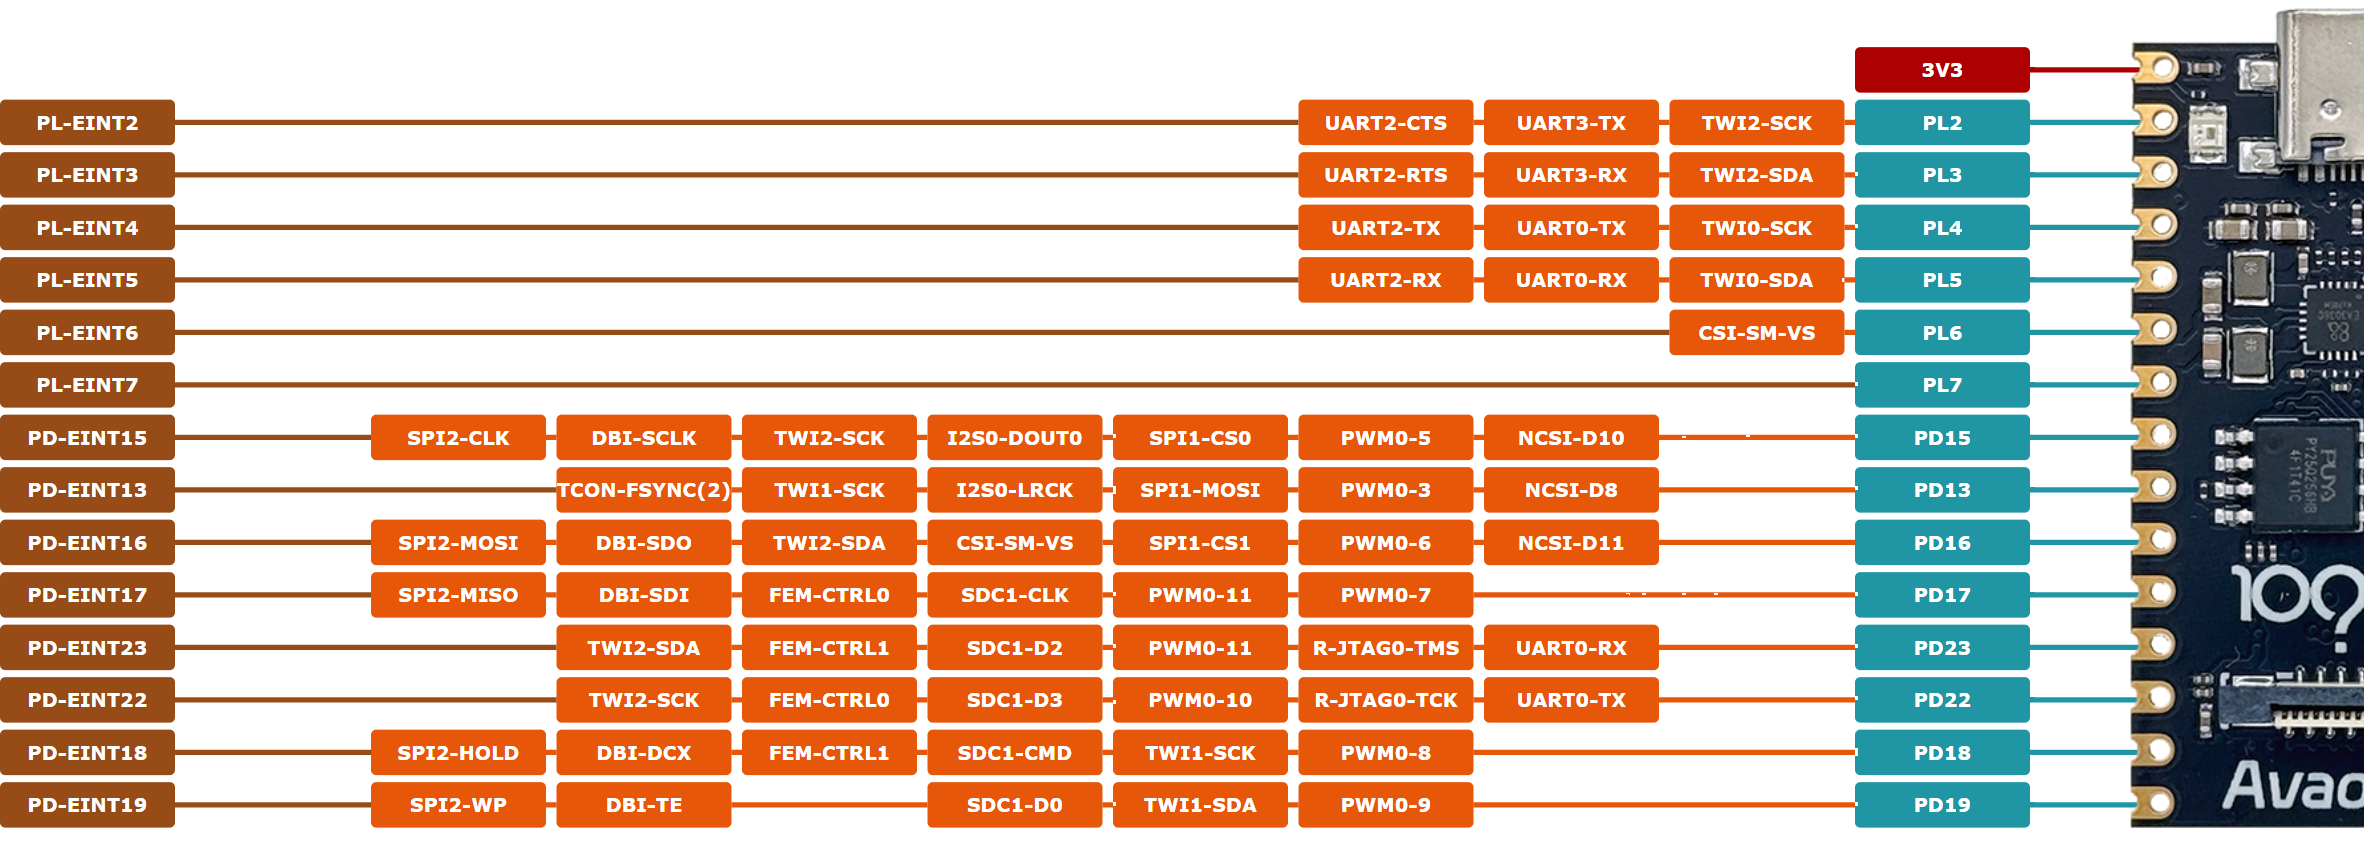 3V3
PL-EINT2 UART2-CTS UART3-TX TWI2-SCK PL2
PL-EINT3 UART2-RTS UART3-RX TWI2-SDA PL3
PL-EINT4 UART2-TX UART0-TX TWI0-SCK PL4
PL-EINT5 UART2-RX UART0-RX TWI0-SDA PL5
PL-EINT6 CSI-SM-VS PL6
PL-EINT7 PL7
PD-EINT15 SPI2-CLK DBI-SCLK TWI2-SCK I2S0-DOUT0 SPI1-CS0 PWM0-5 NCSI-D10 PD15
PD-EINT13 TCON-FSYNC(2) TWI1-SCK I2S0-LRCK SPI1-MOSI PWM0-3 NCSI-D8 PD13
PD-EINT16 SPI2-MOSI DBI-SDO TWI2-SDA CSI-SM-VS SPI1-CS1 PWM0-6 NCSI-D11 PD16
PD-EINT17 SPI2-MISO DBI-SDI FEM-CTRL0 SDC1-CLK PWM0-11 PWM0-7 PD17
PD-EINT23 TWI2-SDA FEM-CTRL1 SDC1-D2 PWM0-11 R-JTAG0-TMS UART0-RX PD23
PD-EINT22 TWI2-SCK FEM-CTRL0 SDC1-D3 PWM0-10 R-JTAG0-TCK UART0-TX PD22
PD-EINT18 SPI2-HOLD DBI-DCX FEM-CTRL1 SDC1-CMD TWI1-SCK PWM0-8 PD18
PD-EINT19 SPI2-WP DBI-TE SDC1-D0 TWI1-SDA PWM0-9 PD19
PUYA
Avao